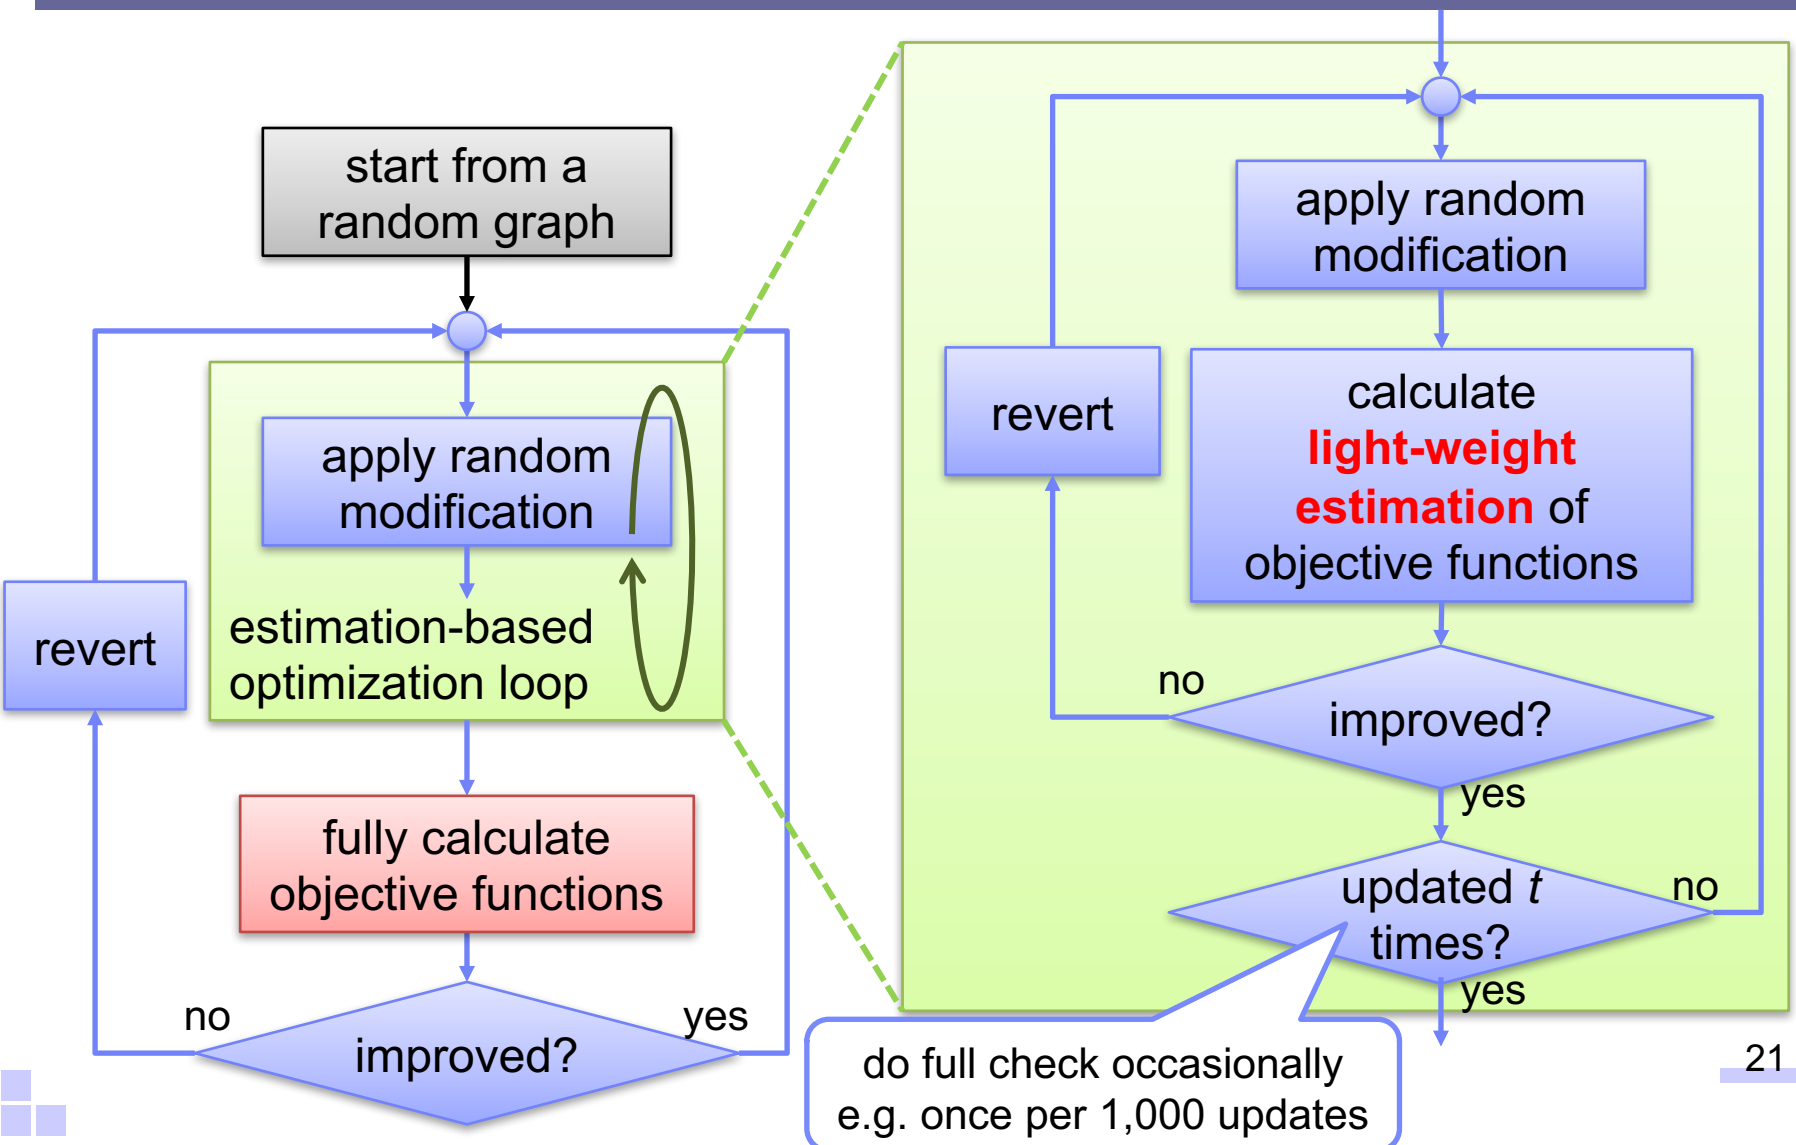 start from a
random graph
apply random
modification
estimation-based
optimization loop
revert
fully calculate
objective functions
no
yes
improved?
apply random
modification
calculate
light-weight
estimation of
objective functions
revert
no
improved?
yes
updated t
times?
no
yes
do full check occasionally
e.g. once per 1,000 updates
21